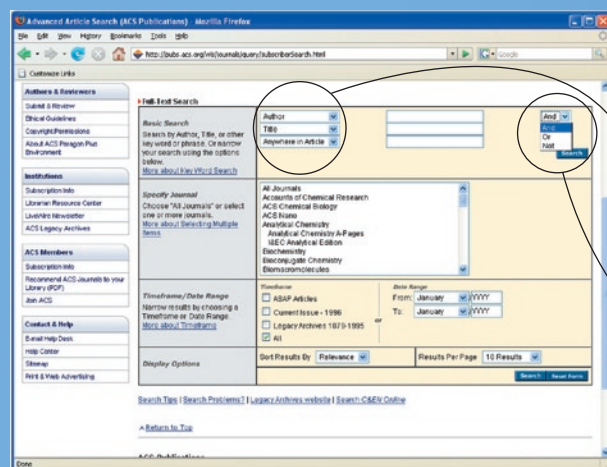 Advanced Article Search (ACS Publications) - Mozilla Firefox
File Edit View History Bookmarks Tools Help
http://pubs.acs.org/wls/journals/query/subscriberSearch.html
Google
Customize Links
Authors & Reviewers
Submit & Review
Ethical Guidelines
Copyright/Permissions
About ACS Paragon Plus
Environment
Institutions
Subscription Info
Librarian Resource Center
LiveWire Newsletter
ACS Legacy Archives
ACS Members
Subscription Info
Recommend ACS Journals to your
Library (PDF)
Join ACS
Contact & Help
E-mail Help Desk
Help Center
Sitemap
Print & Web Advertising
Full-Text Search
Basic Search
Search by Author, Title, or other
key word or phrase. Or narrow
your search using the options
below.
More about Key Word Search
Author
Title
Anywhere in Article
And
And
Or
Not
Search
Specify Journal
Choose "All Journals" or select
one or more journals.
More about Selecting Multiple
Items
All Journals
Accounts of Chemical Research
ACS Chemical Biology
ACS Nano
Analytical Chemistry
Analytical Chemistry A-Pages
I&EC Analytical Edition
Biochemistry
Bioconjugate Chemistry
Biomacromolecules
Timeframe/Date Range
Narrow results by choosing a
Timeframe or Date Range.
More about Timeframe
Timeframe
ASAP Articles
Current Issue - 1996
Legacy Archives 1879-1995
All
or
Date Range
From: January / YYYY
To: January / YYYY
Display Options
Sort Results By Relevance
Results Per Page 10 Results
Search Reset Form
Search Tips | Search Problems? | Legacy Archives website | Search C&EN Online
Return to Top
ACS Publications
Done